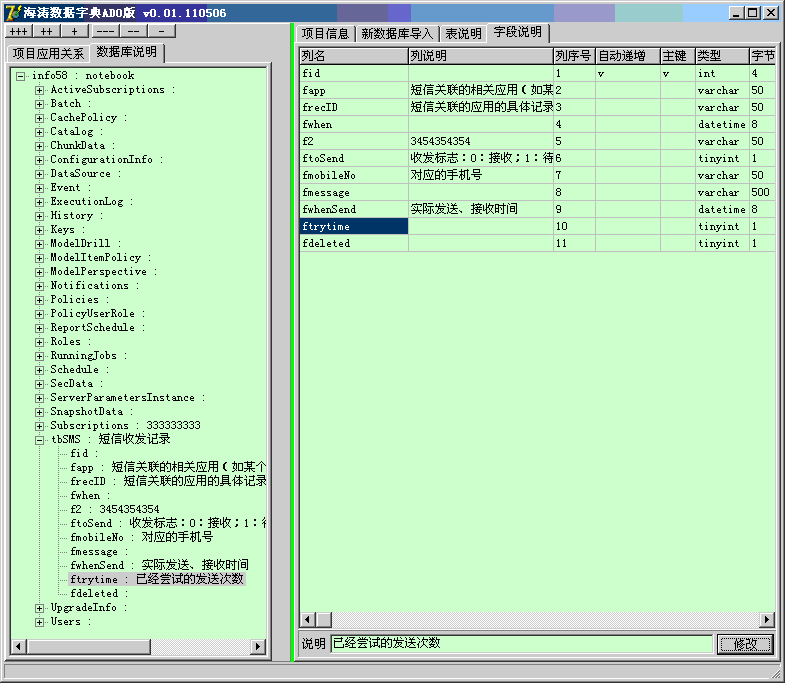 海涛数据字典ADO版 v0.01.110506
+++ ++ + --- -- -
项目应用关系 数据库说明
info58 : notebook
ActiveSubscriptions :
Batch :
CachePolicy :
Catalog :
ChunkData :
ConfigurationInfo :
DataSource :
Event :
ExecutionLog :
History :
Keys :
ModelDrill :
ModelItemPolicy :
ModelPerspective :
Notifications :
Policies :
PolicyUserRole :
ReportSchedule :
Roles :
RunningJobs :
Schedule :
SecData :
ServerParametersInstance :
SnapshotData :
Subscriptions : 333333333
tbSMS : 短信收发记录
fid :
fapp : 短信关联的相关应用(如某个
frecID : 短信关联的应用的具体记录
fwhen :
f2 : 3454354354
ftoSend : 收发标志:0:接收;1:待
fmobileNo : 对应的手机号
fmessage :
fwhenSend : 实际发送、接收时间
ftrytime : 已经尝试的发送次数
fdeleted :
UpgradeInfo :
Users :
项目信息 新数据库导入 表说明 字段说明
列名 列说明 列序号 自动递增 主键 类型 字节
fid 1 v v int 4
fapp 短信关联的相关应用(如某 2 varchar 50
frecID 短信关联的应用的具体记录 3 varchar 50
fwhen 4 datetime 8
f2 3454354354 5 varchar 50
ftoSend 收发标志:0:接收;1:待 6 tinyint 1
fmobileNo 对应的手机号 7 varchar 50
fmessage 8 varchar 500
fwhenSend 实际发送、接收时间 9 datetime 8
ftrytime 10 tinyint 1
fdeleted 11 tinyint 1
说明 已经尝试的发送次数 修改